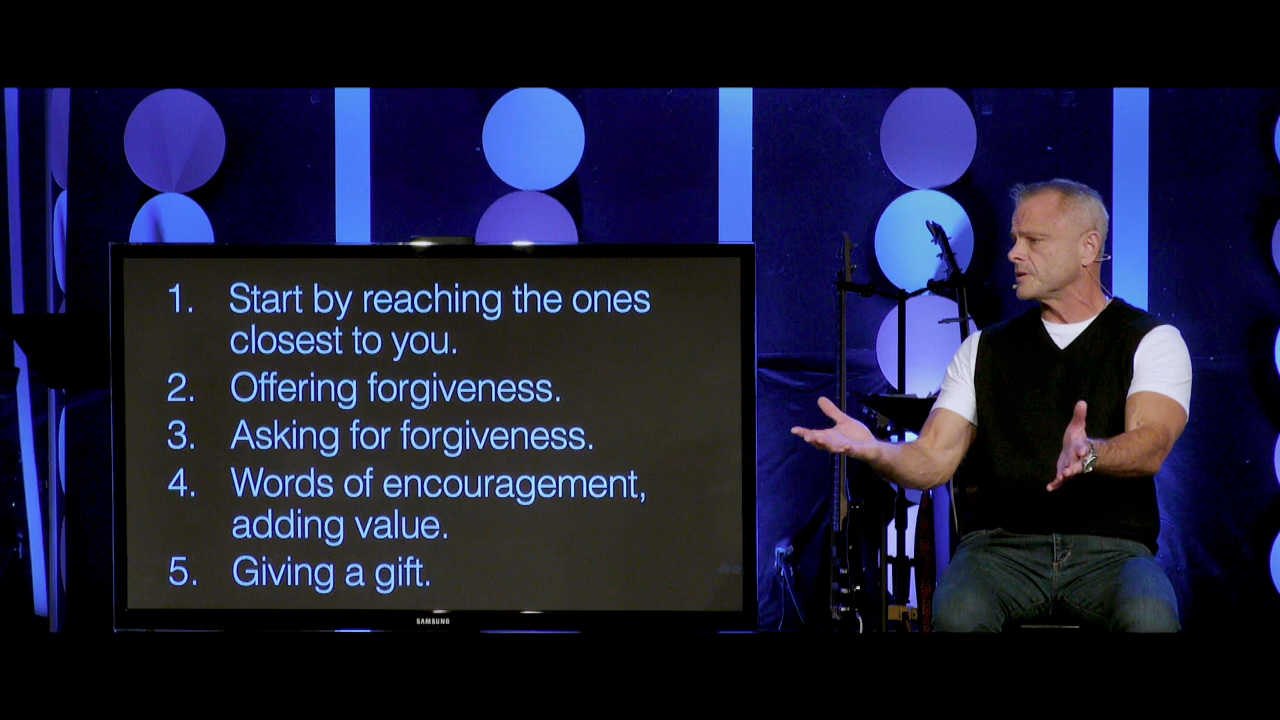 1. Start by reaching the ones
closest to you.
2. Offering forgiveness.
3. Asking for forgiveness.
4. Words of encouragement,
adding value.
5. Giving a gift.
SAMSUNG